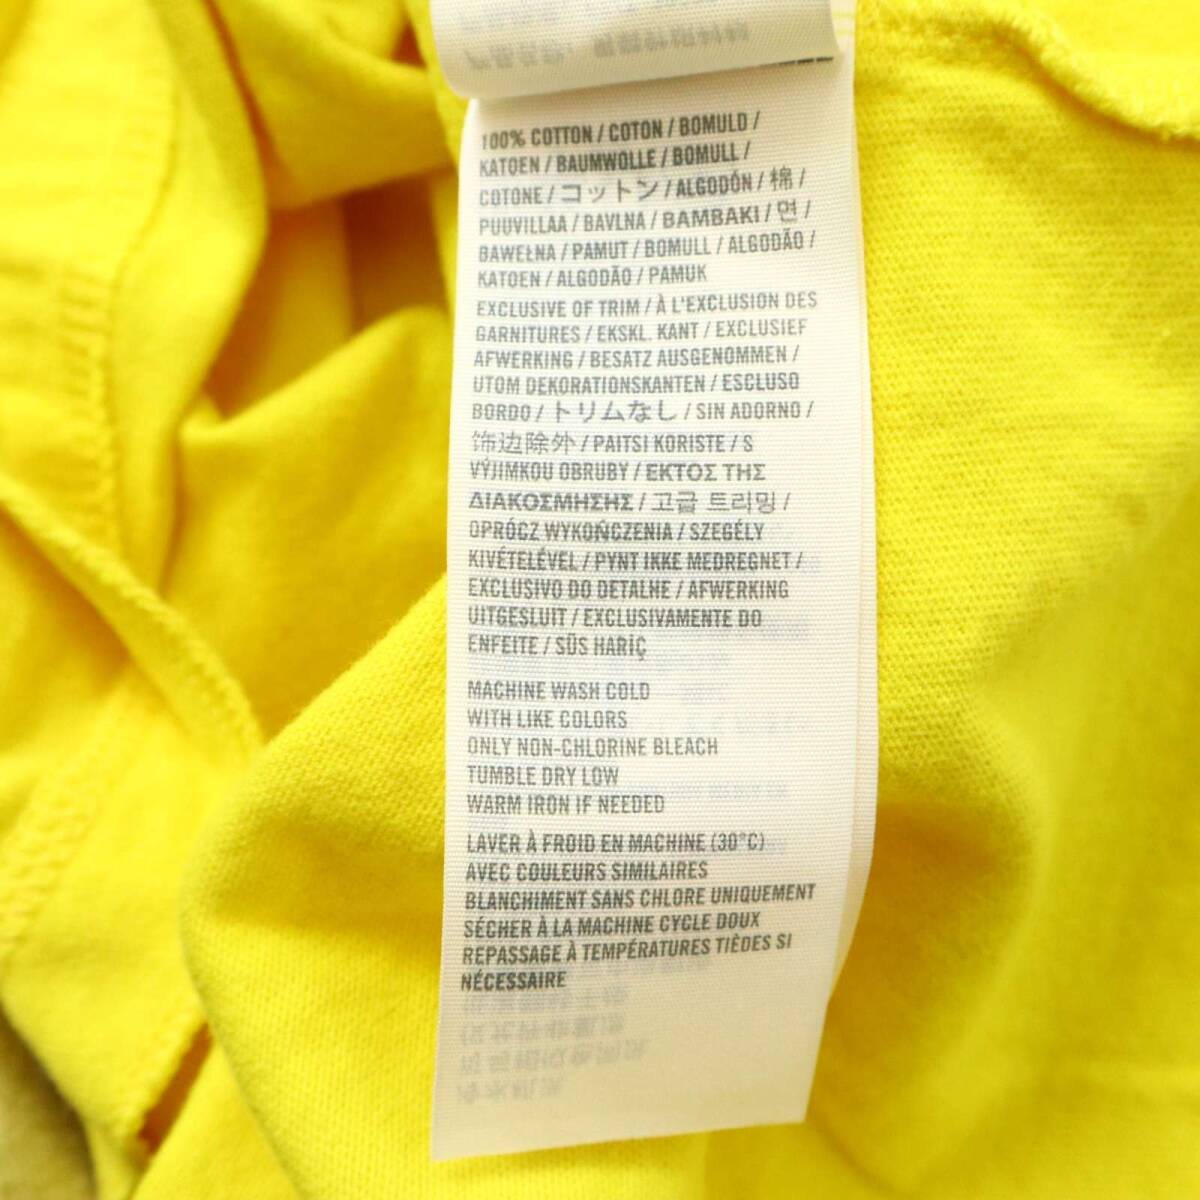 100% COTTON / COTON / BOMULD /
KATOEN / BAUMWOLLE / BOMULL /
COTONE / コットン / ALGODÓN / 棉 /
PUUVILLAA / BAVLNA / BAMBAKI / 면 /
BAWEŁNA / PAMUT / BOMULL / ALGODÃO /
KATOEN / ALGODÃO / PAMUK
EXCLUSIVE OF TRIM / À L'EXCLUSION DES
GARNITURES / EKSKL. KANT / EXCLUSIEF
AFWERKING / BESATZ AUSGENOMMEN /
UTOM DEKORATIONSKANTEN / ESCLUSO
BORDO / トリムなし / SIN ADORNO /
饰边除外 / PAITSI KORISTE / S
VÝJIMKOU OBRUBY / ΕΚΤΟΣ ΤΗΣ
ΔΙΑΚΟΣΜΗΣΗΣ / 고급 트리밍 /
OPRÓCZ WYKOŃCZENIA / SZEGÉLY
KIVÉTELÉVEL / PYNT IKKE MEDREGNET /
EXCLUSIVO DO DETALHE / AFWERKING
UITGESLUIT / EXCLUSIVAMENTE DO
ENFEITE / SÜS HARİÇ
MACHINE WASH COLD
WITH LIKE COLORS
ONLY NON-CHLORINE BLEACH
TUMBLE DRY LOW
WARM IRON IF NEEDED
LAVER À FROID EN MACHINE (30°C)
AVEC COULEURS SIMILAIRES
BLANCHIMENT SANS CHLORE UNIQUEMENT
SÉCHER À LA MACHINE CYCLE DOUX
REPASSAGE À TEMPÉRATURES TIÈDES SI
NÉCESSAIRE